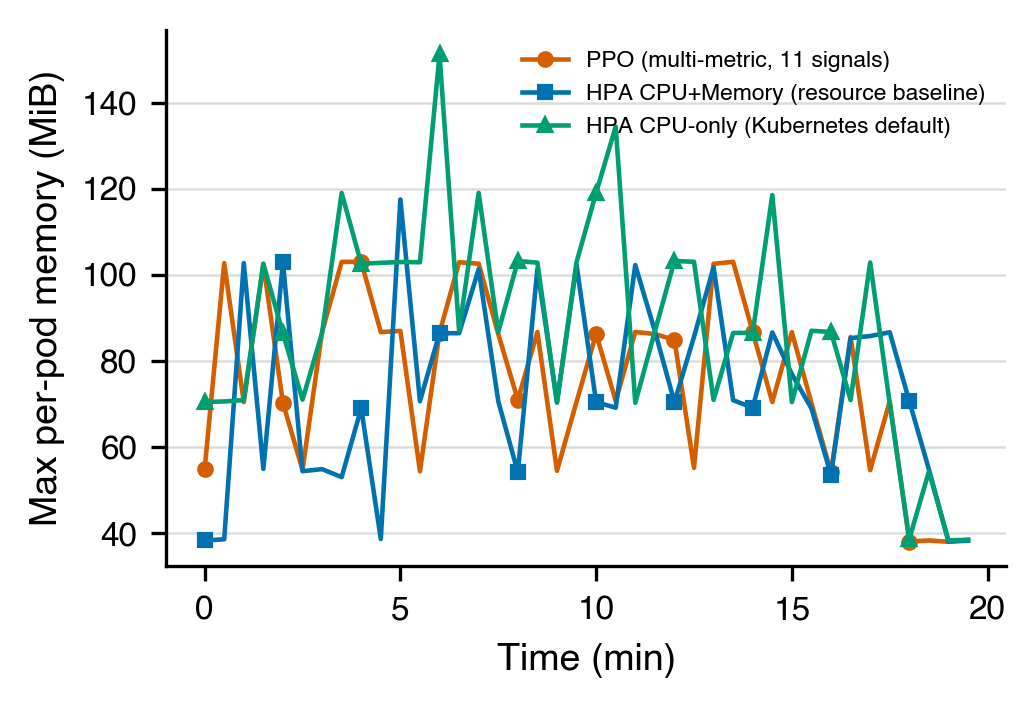 PPO (multi-metric, 11 signals)
HPA CPU+Memory (resource baseline)
HPA CPU-only (Kubernetes default)
Max per-pod memory (MiB)
140
120
100
80
60
40
0 5 10 15 20
Time (min)